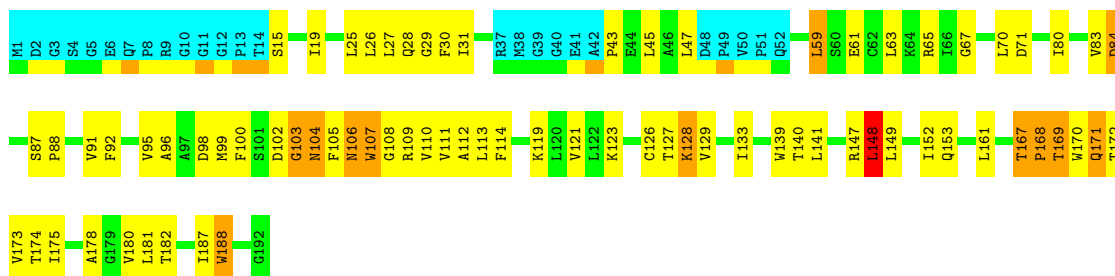 M1 D2 G3 S4 G5 E6 Q7 P8 R9 G10 G11 G12 P13 T14 S15 I19 L25 L26 L27 Q28 G29 F30 I31 R37 M38 G39 G40 E41 A42 P43 E44 L45 A46 L47 D48 P49 V50 P51 Q52 L59 S60 E61 C62 L63 K64 R65 I66 G67 L70 D71 I80 V83 D84
S87 P88 V91 F92 V95 A96 A97 D98 M99 F100 S101 D102 G103 N104 F105 N106 W107 G108 R109 V110 V111 A112 L113 F114 K119 L120 V121 L122 K123 C126 T127 K128 V129 I133 W139 T140 L141 R147 L148 L149 I152 Q153 L161 T167 P168 T169 W170 Q171 T172
V173 T174 I175 A178 G179 V180 L181 T182 I187 W188 G192